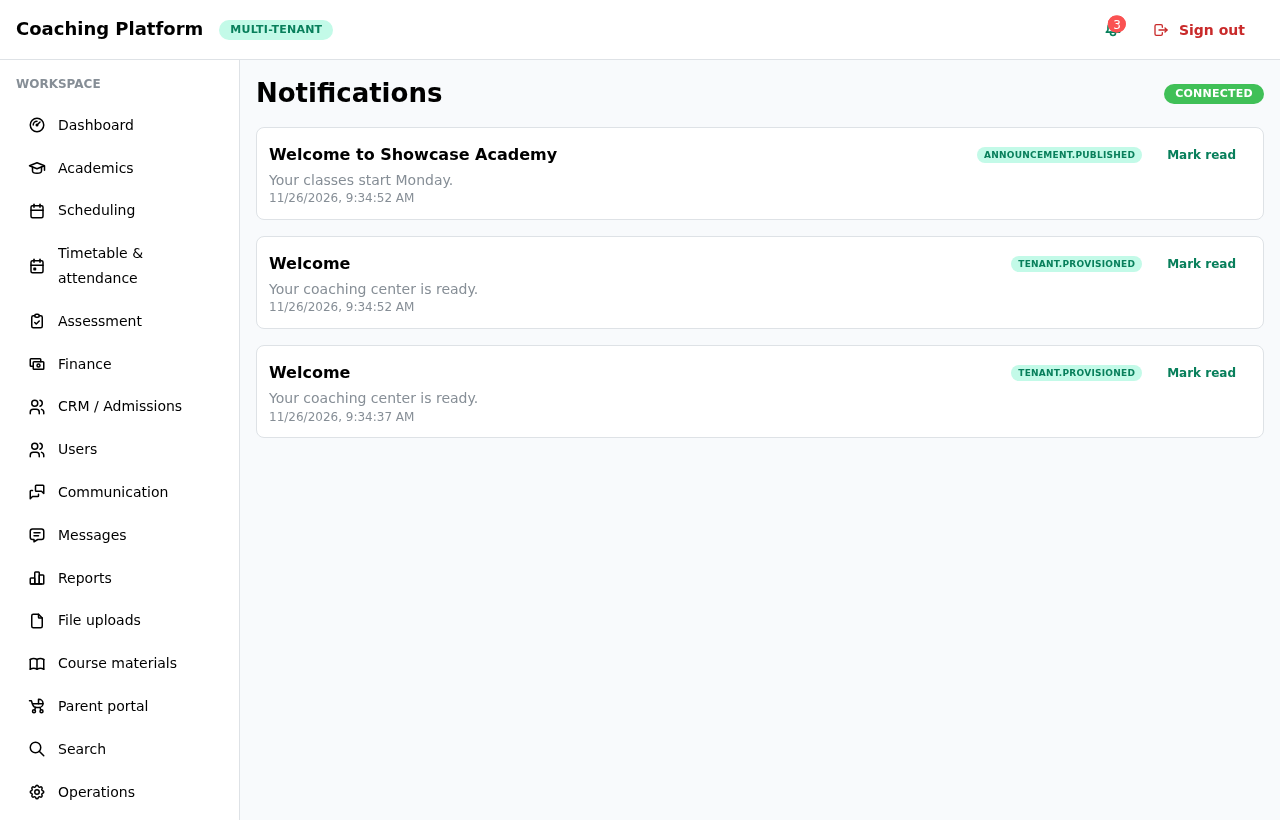 Coaching Platform
MULTI-TENANT
3
Sign out
WORKSPACE
Dashboard
Academics
Scheduling
Timetable &
attendance
Assessment
Finance
CRM / Admissions
Users
Communication
Messages
Reports
File uploads
Course materials
Parent portal
Search
Operations
Notifications
CONNECTED
Welcome to Showcase Academy
ANNOUNCEMENT.PUBLISHED
Mark read
Your classes start Monday.
11/26/2026, 9:34:52 AM
Welcome
TENANT.PROVISIONED
Mark read
Your coaching center is ready.
11/26/2026, 9:34:52 AM
Welcome
TENANT.PROVISIONED
Mark read
Your coaching center is ready.
11/26/2026, 9:34:37 AM